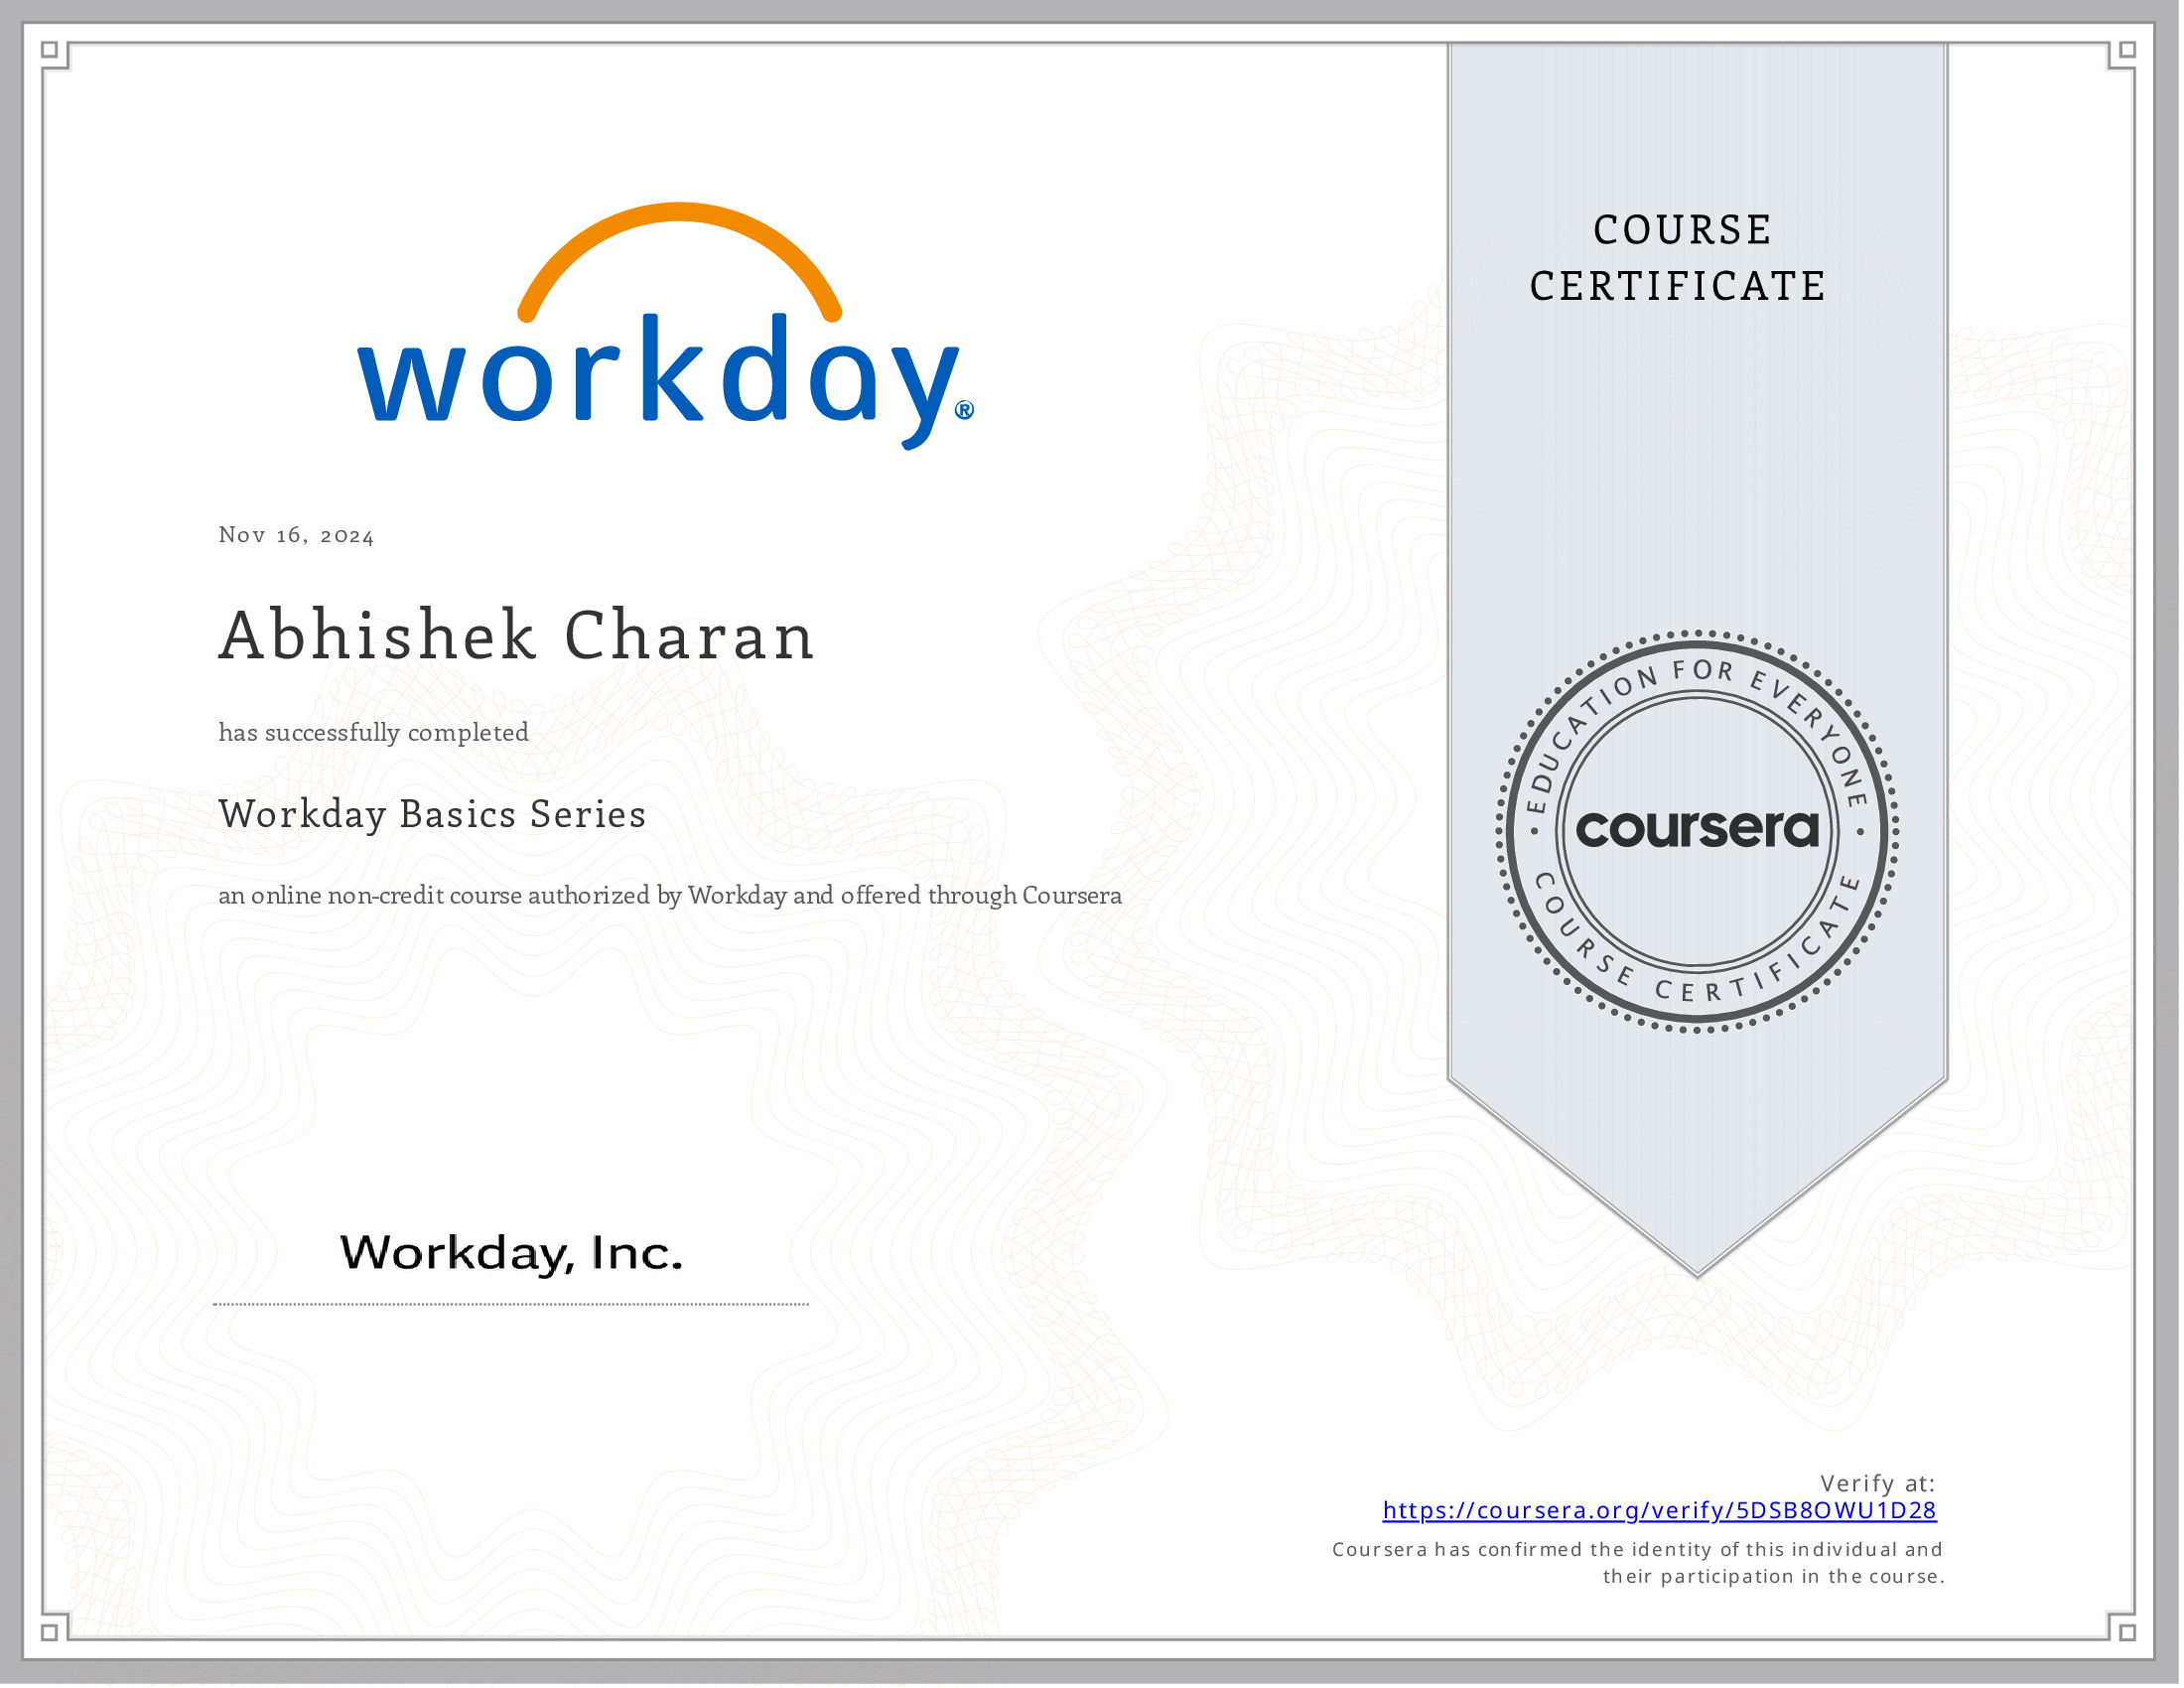 workday®
COURSE
CERTIFICATE
Nov 16, 2024
Abhishek Charan
has successfully completed
Workday Basics Series
an online non-credit course authorized by Workday and offered through Coursera
EDUCATION FOR EVERYONE
coursera
COURSE CERTIFICATE
Workday, Inc.
Verify at:
https://coursera.org/verify/5DSB8OWU1D28
Coursera has confirmed the identity of this individual and
their participation in the course.